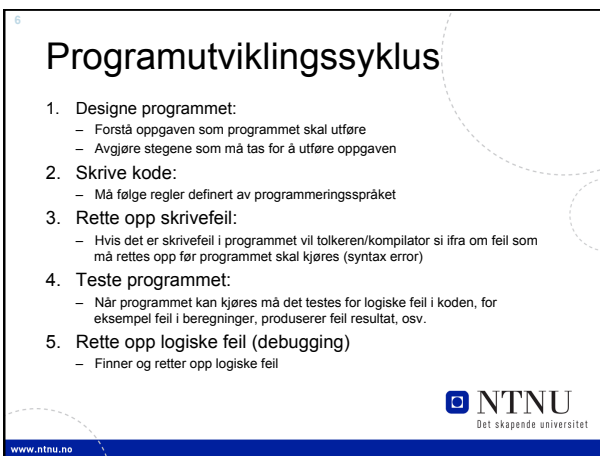 6
Programutviklingssyklus
1. Designe programmet:
– Forstå oppgaven som programmet skal utføre
– Avgjøre stegene som må tas for å utføre oppgaven
2. Skrive kode:
– Må følge regler definert av programmeringsspråket
3. Rette opp skrivefeil:
– Hvis det er skrivefeil i programmet vil tolkeren/kompilator si ifra om feil som
må rettes opp før programmet skal kjøres (syntax error)
4. Teste programmet:
– Når programmet kan kjøres må det testes for logiske feil i koden, for
eksempel feil i beregninger, produserer feil resultat, osv.
5. Rette opp logiske feil (debugging)
– Finner og retter opp logiske feil
NTNU
Det skapende universitet
www.ntnu.no